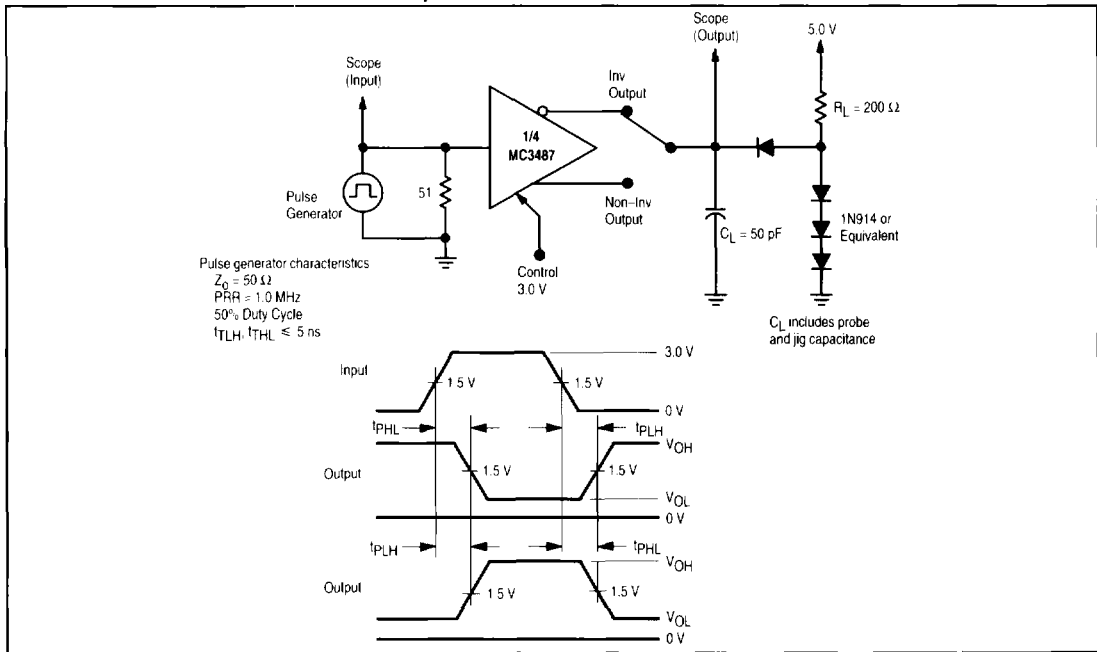 Scope
(Output)
5.0 V
Scope
(Input)
Inv
Output
R_L = 200 Ω
1/4
MC3487
51
Pulse
Generator
Non–Inv
Output
C_L = 50 pF
1N914 or
Equivalent
Control
3.0 V
Pulse generator characteristics
Z_o = 50 Ω
PRR = 1.0 MHz
50% Duty Cycle
t_TLH, t_THL ≤ 5 ns
C_L includes probe
and jig capacitance
Input
3.0 V
1.5 V
1.5 V
0 V
t_PHL
t_PLH
V_OH
Output
1.5 V
1.5 V
V_OL
0 V
t_PLH
t_PHL
V_OH
Output
1.5 V
1.5 V
V_OL
0 V